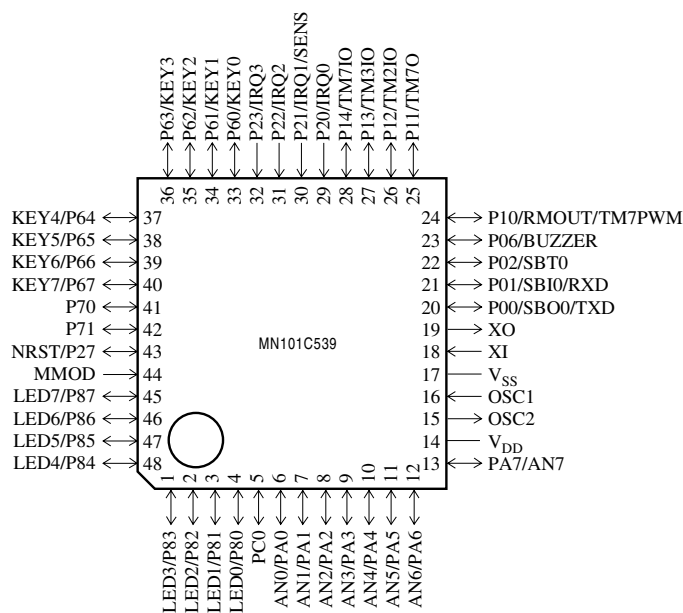 P63/KEY3
P62/KEY2
P61/KEY1
P60/KEY0
P23/IRQ3
P22/IRQ2
P21/IRQ1/SENS
P20/IRQ0
P14/TM7IO
P13/TM3IO
P12/TM2IO
P11/TM7O
36 35 34 33 32 31 30 29 28 27 26 25
KEY4/P64 37
KEY5/P65 38
KEY6/P66 39
KEY7/P67 40
P70 41
P71 42
NRST/P27 43
MMOD 44
LED7/P87 45
LED6/P86 46
LED5/P85 47
LED4/P84 48
MN101C539
24 P10/RMOUT/TM7PWM
23 P06/BUZZER
22 P02/SBT0
21 P01/SBI0/RXD
20 P00/SBO0/TXD
19 XO
18 XI
17 VSS
16 OSC1
15 OSC2
14 VDD
13 PA7/AN7
1 2 3 4 5 6 7 8 9 10 11 12
LED3/P83
LED2/P82
LED1/P81
LED0/P80
PC0
AN0/PA0
AN1/PA1
AN2/PA2
AN3/PA3
AN4/PA4
AN5/PA5
AN6/PA6